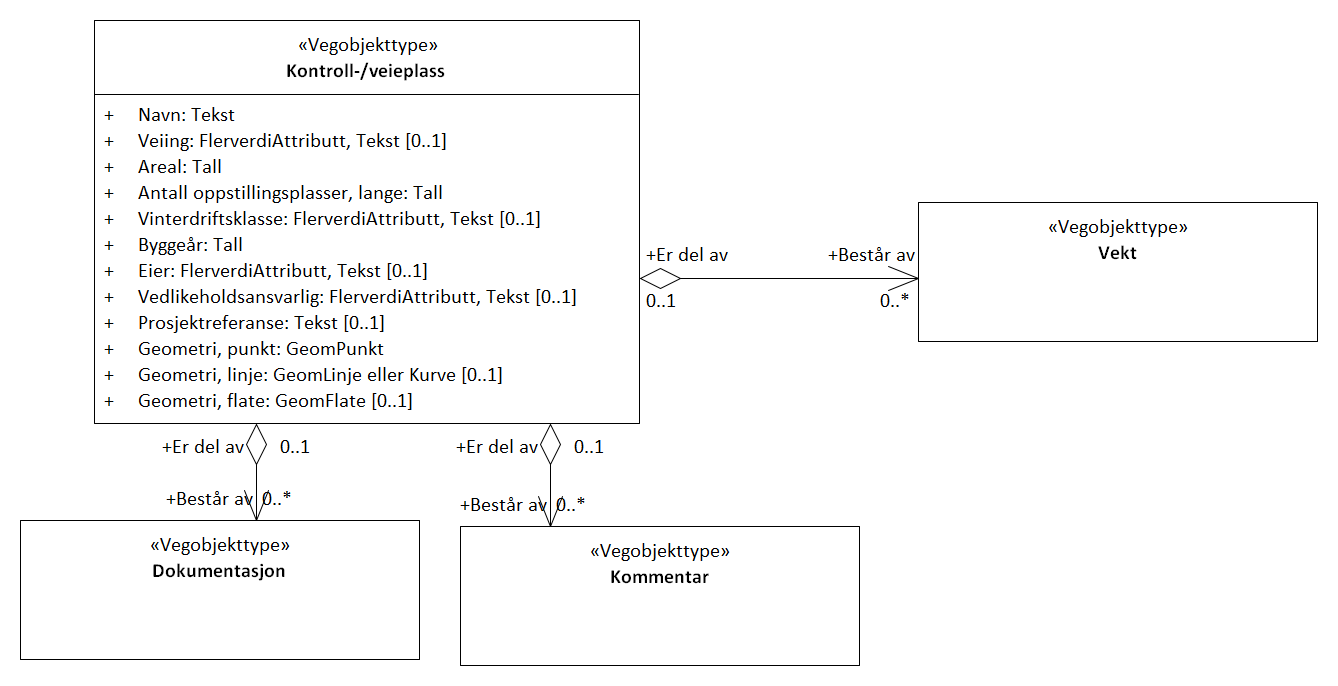 «Vegobjekttype»
Kontroll-/veieplass
+ Navn: Tekst
+ Veiing: FlerverdiAttributt, Tekst [0..1]
+ Areal: Tall
+ Antall oppstillingsplasser, lange: Tall
+ Vinterdriftsklasse: FlerverdiAttributt, Tekst [0..1]
+ Byggeår: Tall
+ Eier: FlerverdiAttributt, Tekst [0..1]
+ Vedlikeholdsansvarlig: FlerverdiAttributt, Tekst [0..1]
+ Prosjektreferanse: Tekst [0..1]
+ Geometri, punkt: GeomPunkt
+ Geometri, linje: GeomLinje eller Kurve [0..1]
+ Geometri, flate: GeomFlate [0..1]
+Er del av
0..1
+Består av
0..*
«Vegobjekttype»
Vekt
+Er del av 0..1
+Består av 0..*
«Vegobjekttype»
Dokumentasjon
+Er del av 0..1
+Består av 0..*
«Vegobjekttype»
Kommentar